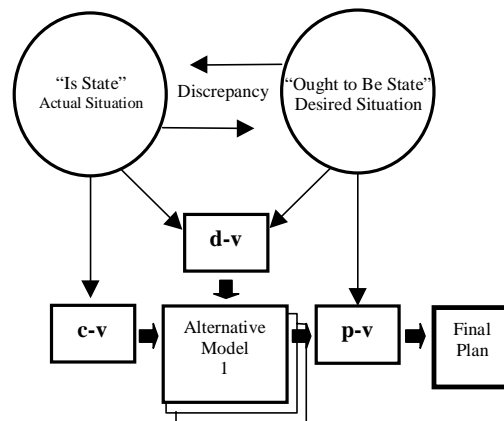 “Is State”
Actual Situation
Discrepancy
“Ought to Be State”
Desired Situation
d-v
c-v
Alternative
Model
1
p-v
Final
Plan